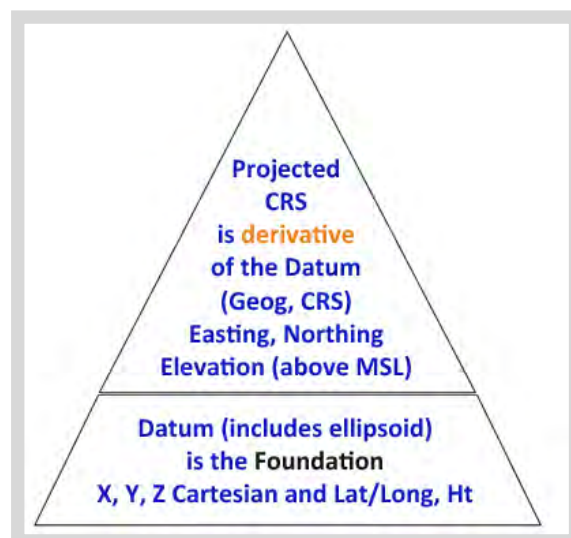 Projected
CRS
is derivative
of the Datum
(Geog, CRS)
Easting, Northing
Elevation (above MSL)
Datum (includes ellipsoid)
is the Foundation
X, Y, Z Cartesian and Lat/Long, Ht